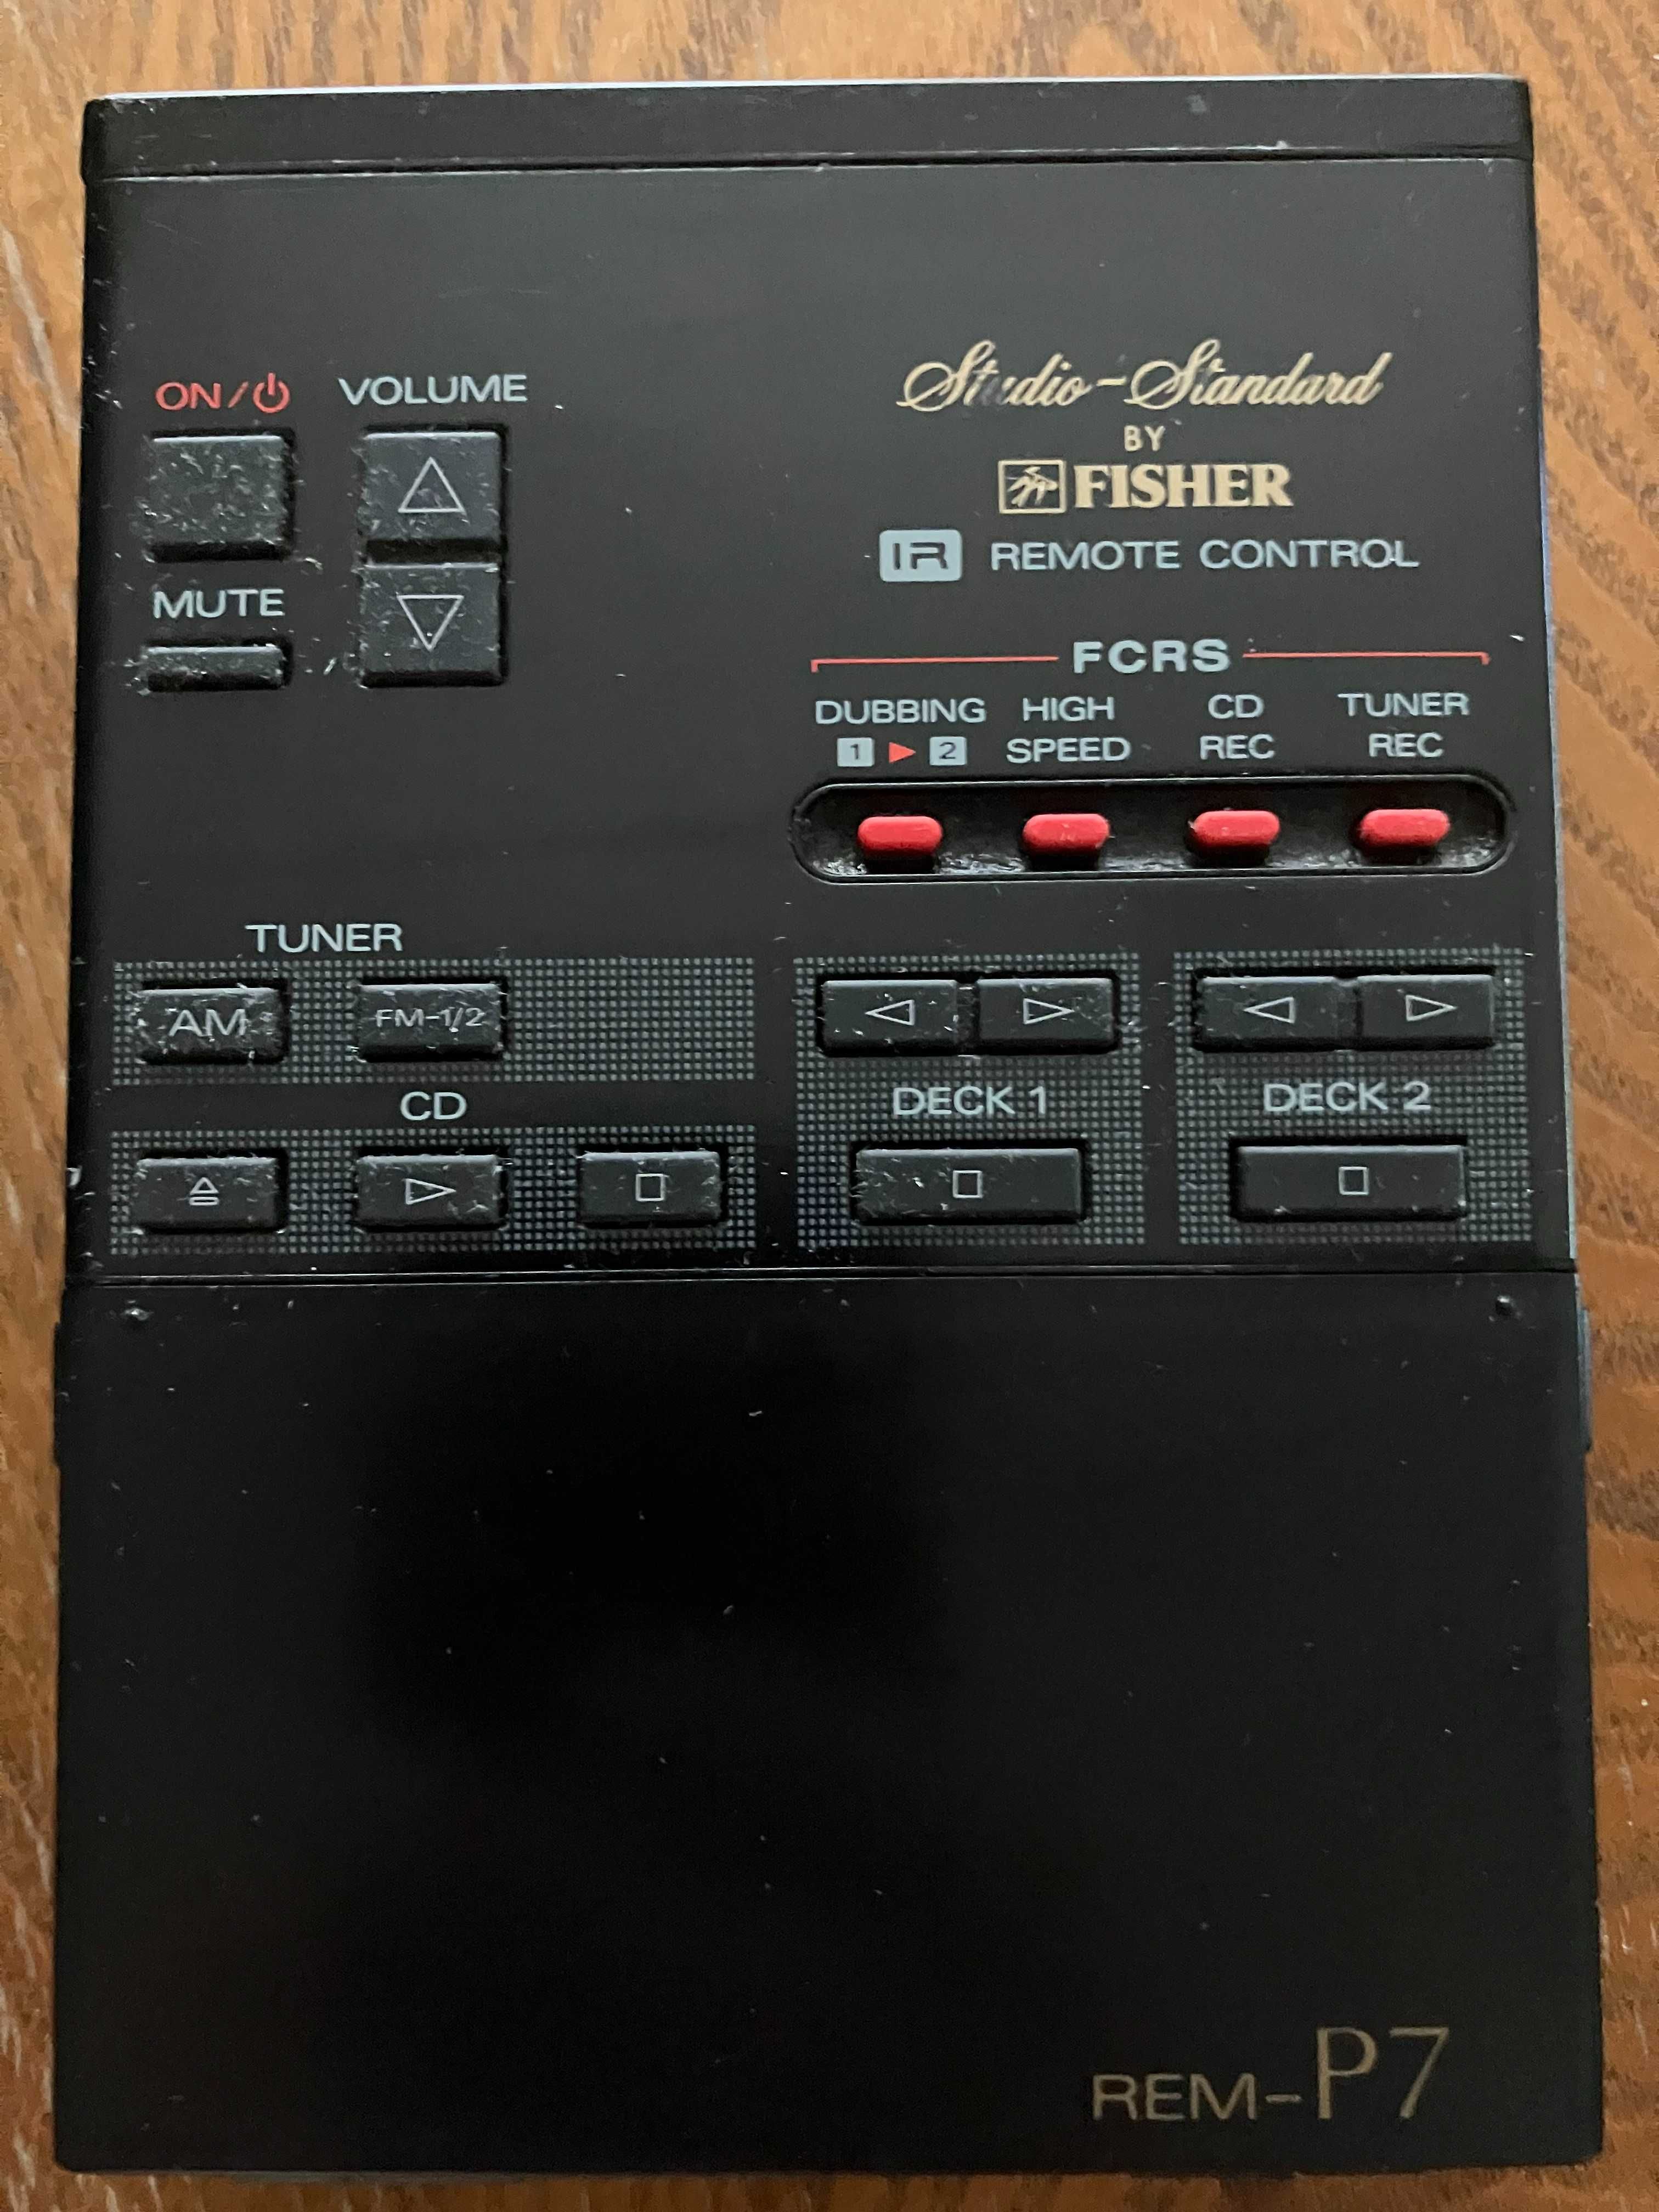 ON/⏻ VOLUME
MUTE
Studio-Standard
BY
FISHER
IR REMOTE CONTROL
FCRS
DUBBING
1 ▶ 2
HIGH
SPEED
CD
REC
TUNER
REC
TUNER
AM FM-1/2
CD
DECK 1
DECK 2
REM-P7